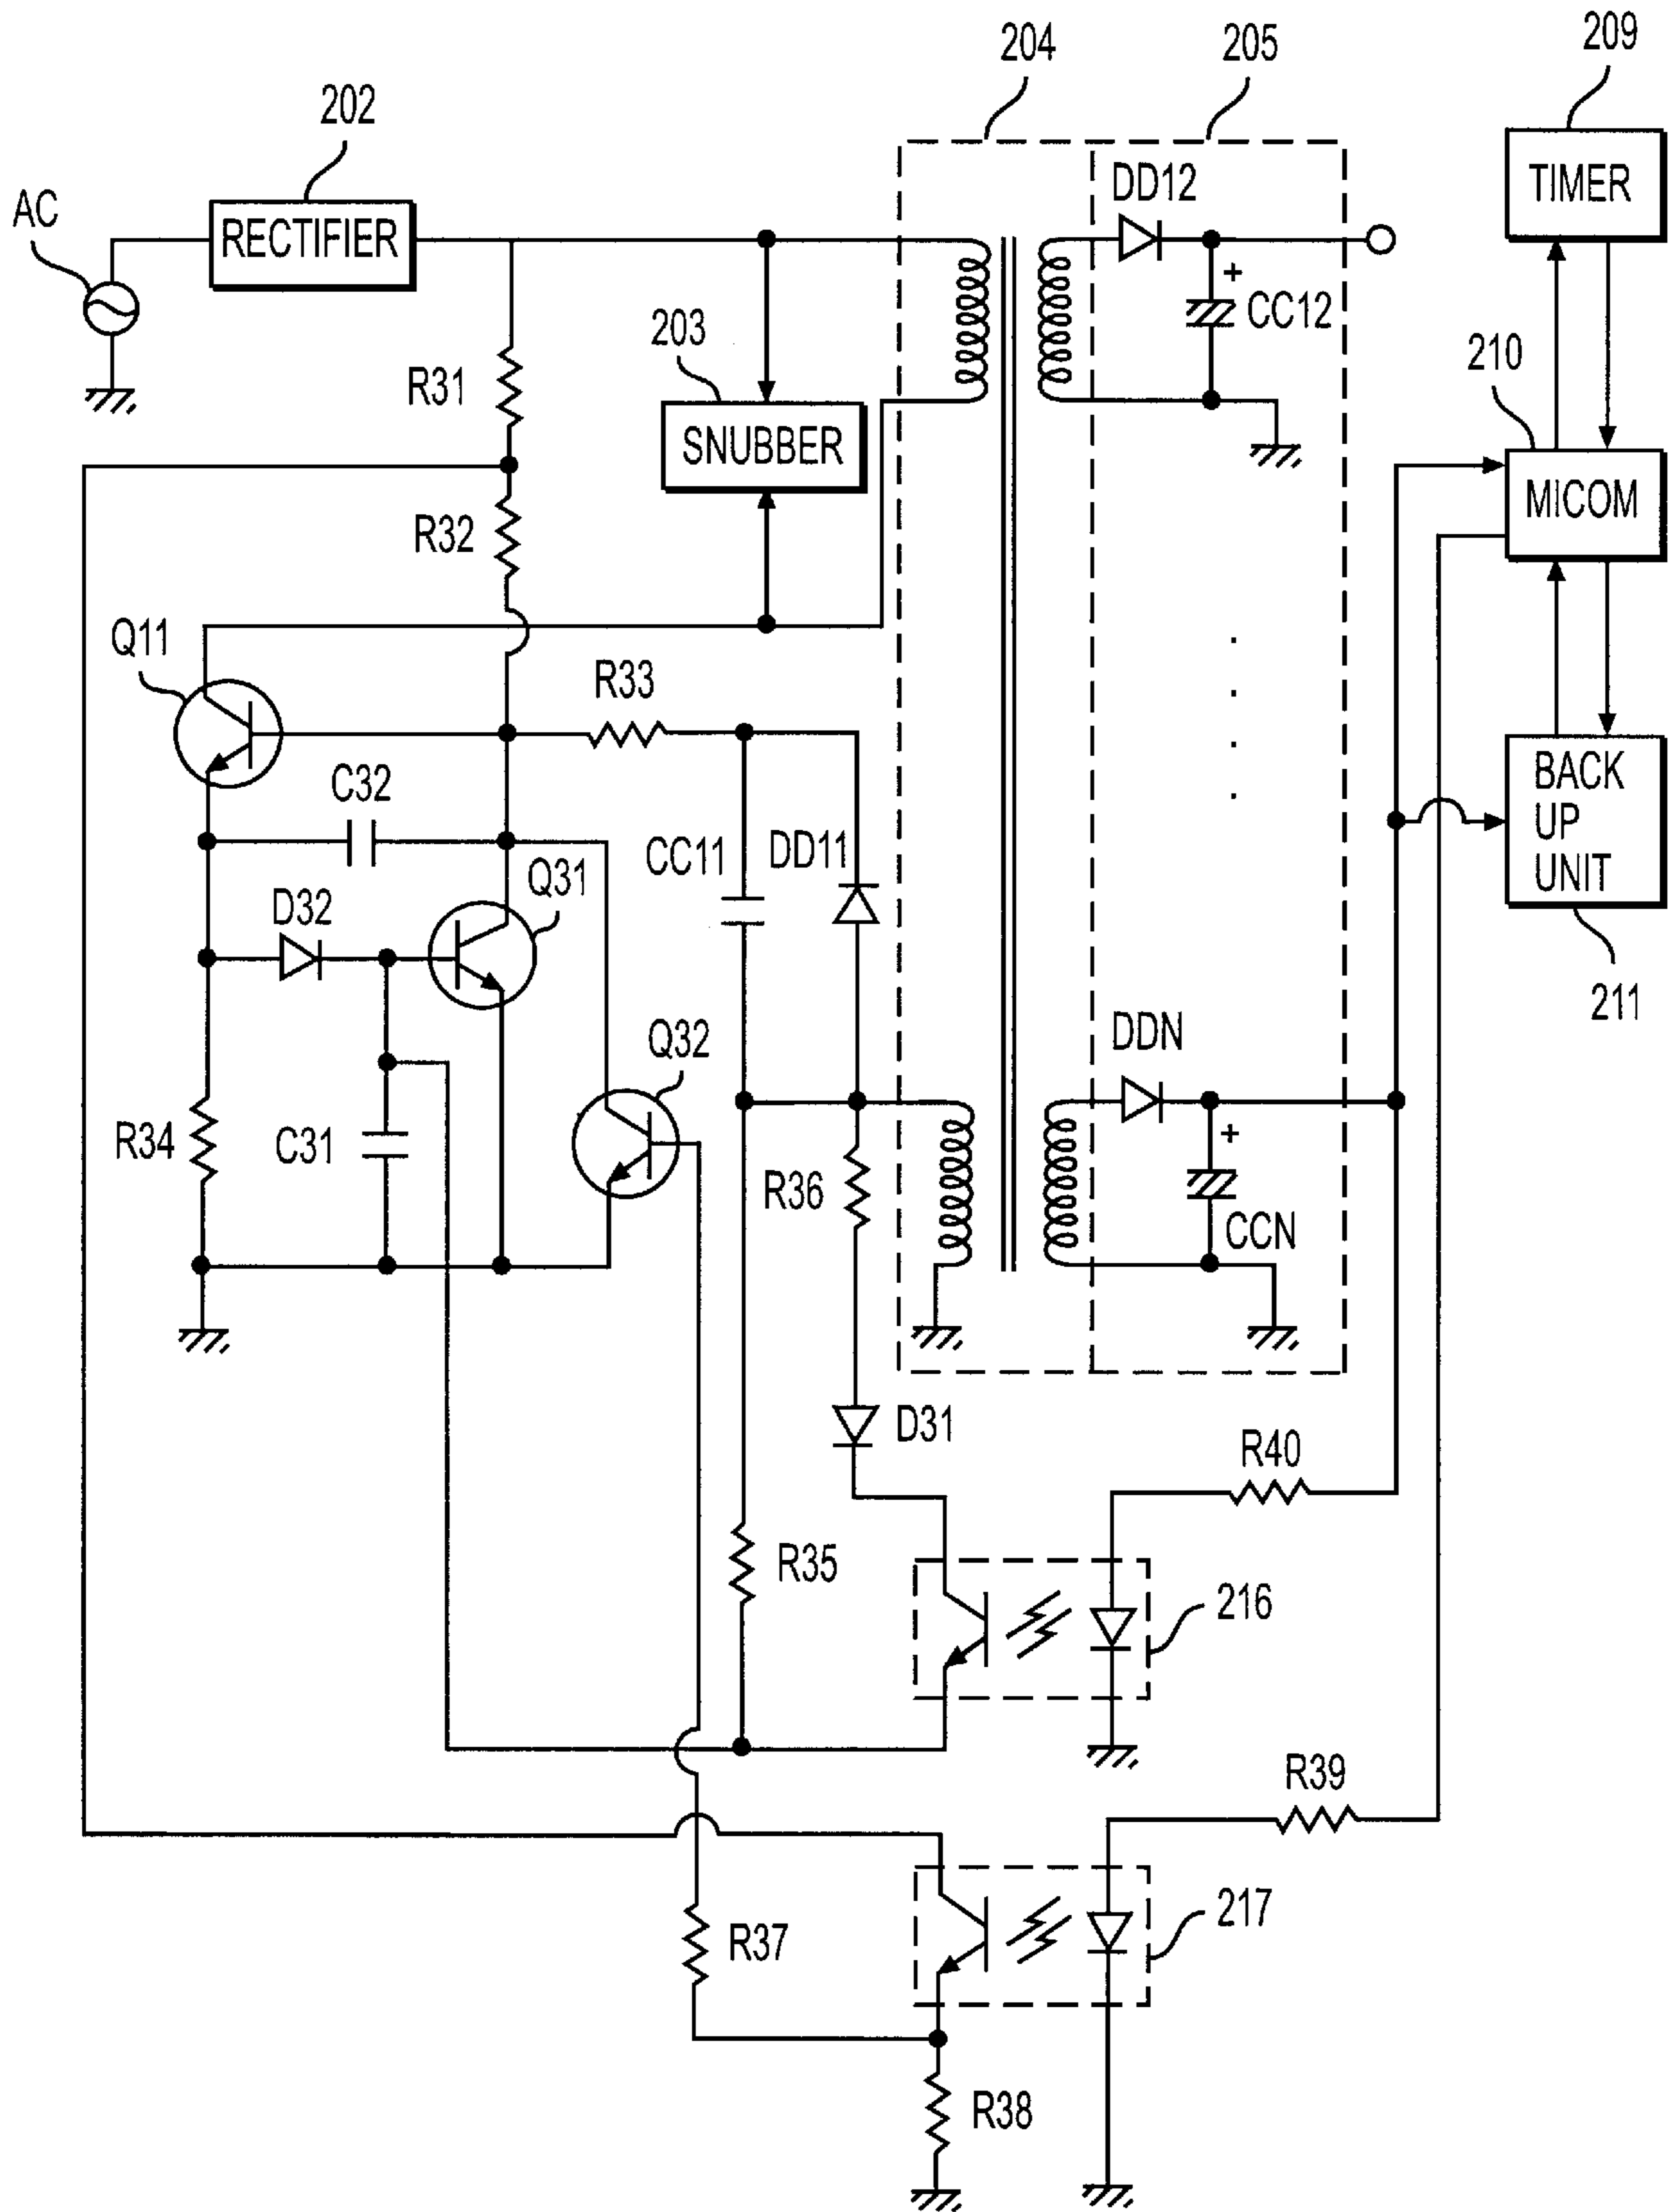 204
205
209
202
AC
RECTIFIER
DD12
TIMER
+
CC12
203
R31
SNUBBER
210
MICOM
R32
Q11
R33
BACK
UP
UNIT
C32
CC11
DD11
Q31
D32
211
Q32
DDN
R34
C31
+
R36
CCN
D31
R40
R35
216
R39
217
R37
R38